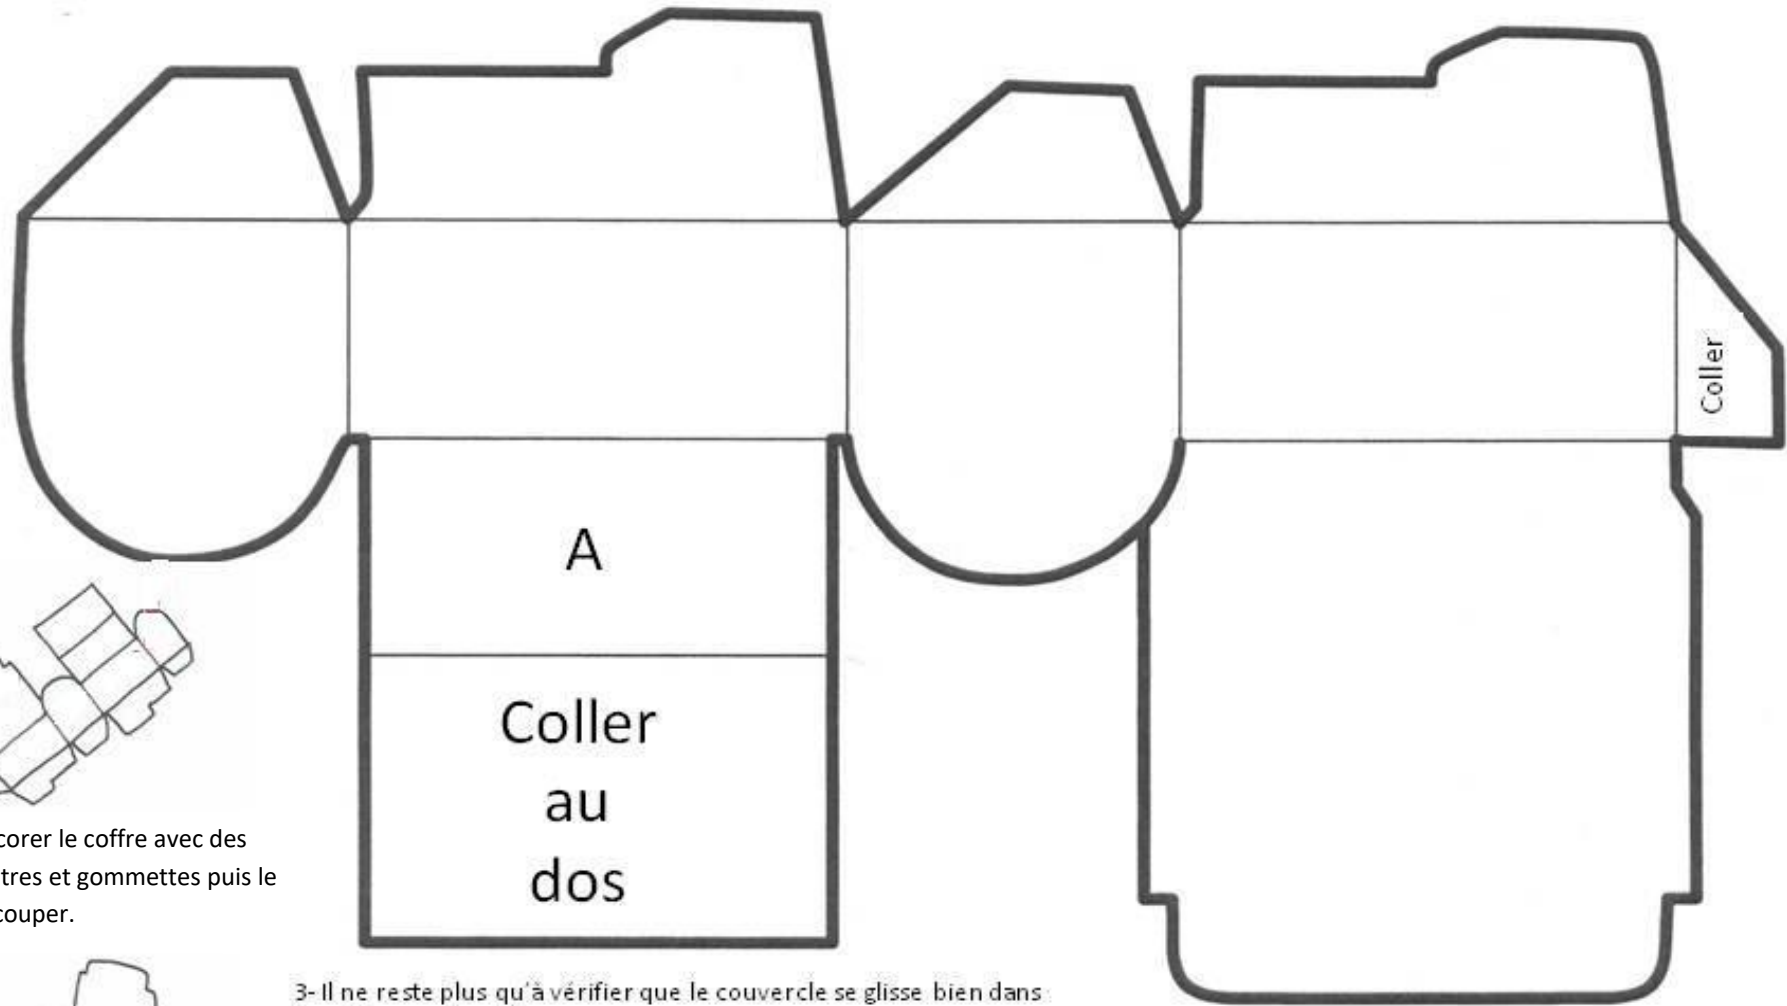 Coller
A
Coller
au
dos
corer le coffre avec des
tres et gommettes puis le
couper.
3- Il ne reste plus qu'à vérifier que le couvercle se glisse bien dans